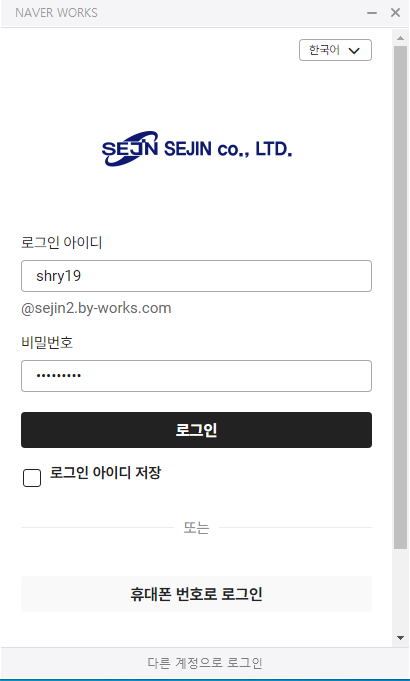 NAVER WORKS
한국어
SEJIN SEJIN co., LTD.
로그인 아이디
shry19
@sejin2.by-works.com
비밀번호
•••••••••
로그인
로그인 아이디 저장
또는
휴대폰 번호로 로그인
다른 계정으로 로그인